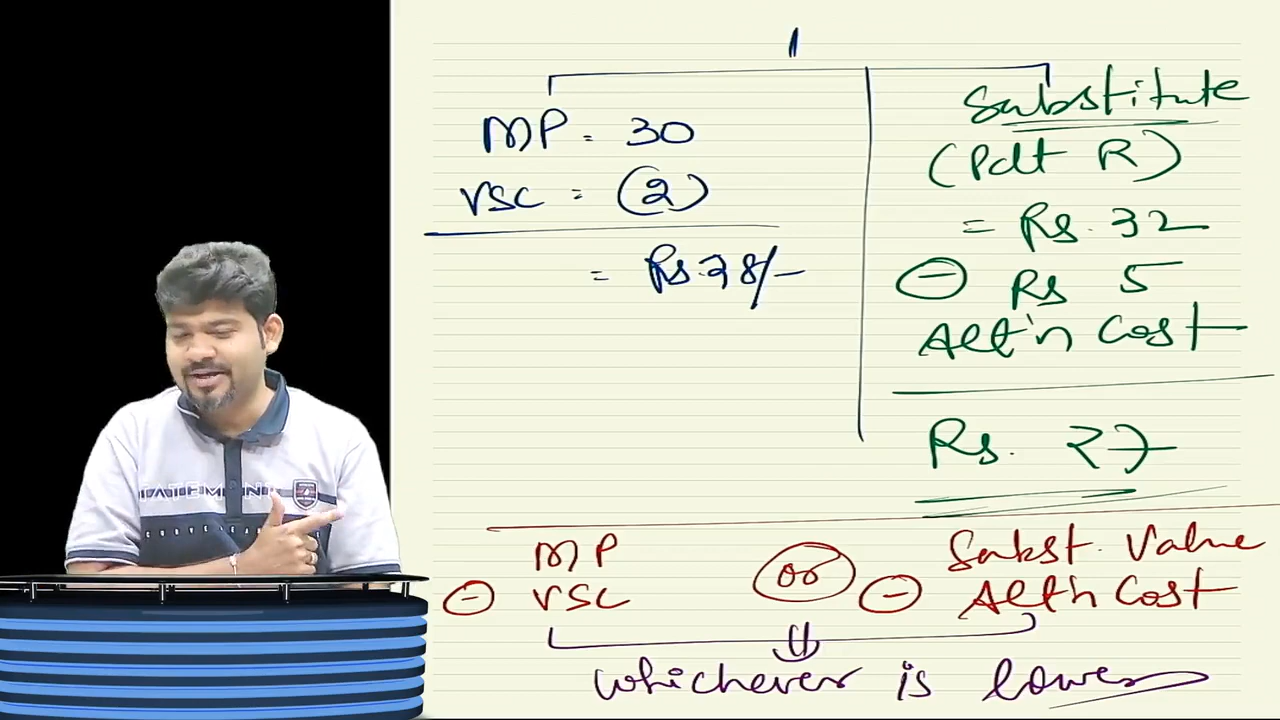 MP = 30
VSC = (2)
= Rs. 28/-
Substitute
(Pdt R)
= Rs. 32
(-) Rs 5
Alt'n Cost
Rs. 27
MP
(-) VSC
or
Subst. Value
(-) Alt'n Cost
whichever is lower
TATEMEN